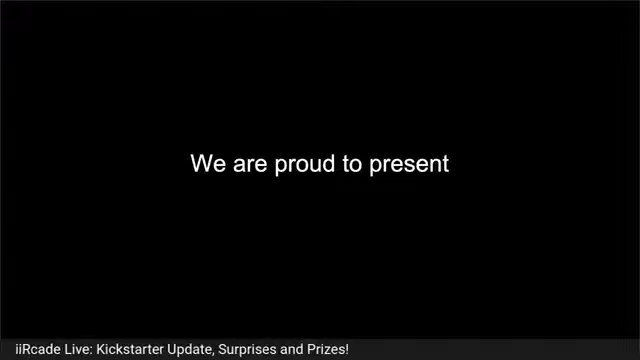 We are proud to present
iiRcade Live: Kickstarter Update, Surprises and Prizes!